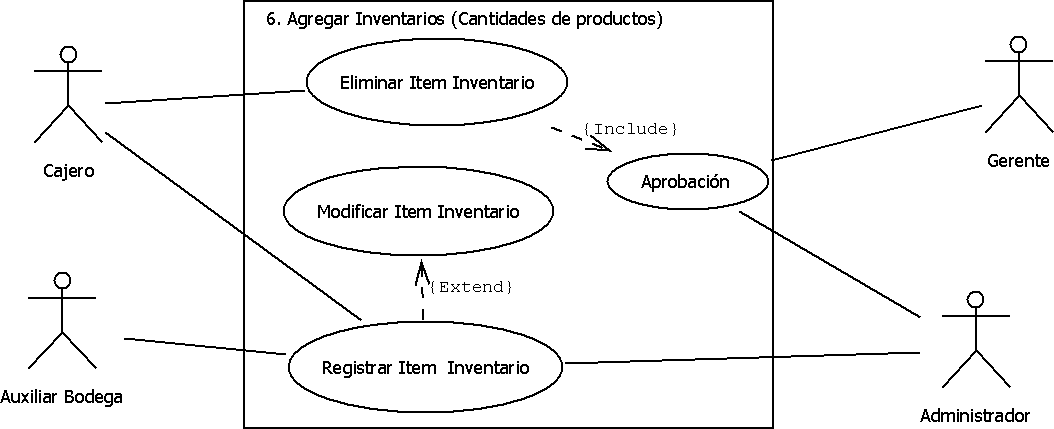 6. Agregar Inventarios (Cantidades de productos)
Eliminar Item Inventario
{Include}
Cajero
Gerente
Aprobación
Modificar Item Inventario
{Extend}
Registrar Item Inventario
Auxiliar Bodega
Administrador